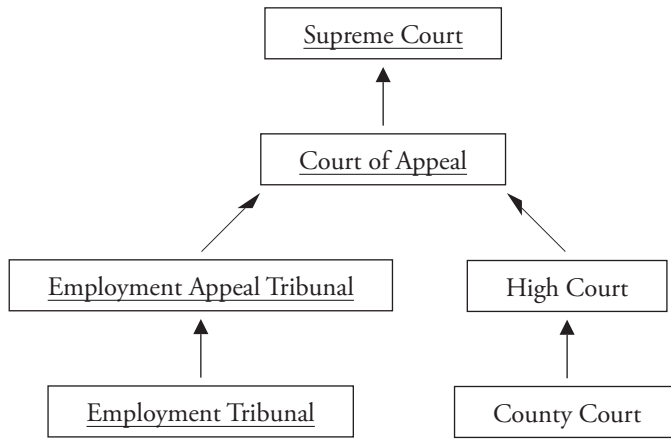 Supreme Court
Court of Appeal
Employment Appeal Tribunal
High Court
Employment Tribunal
County Court